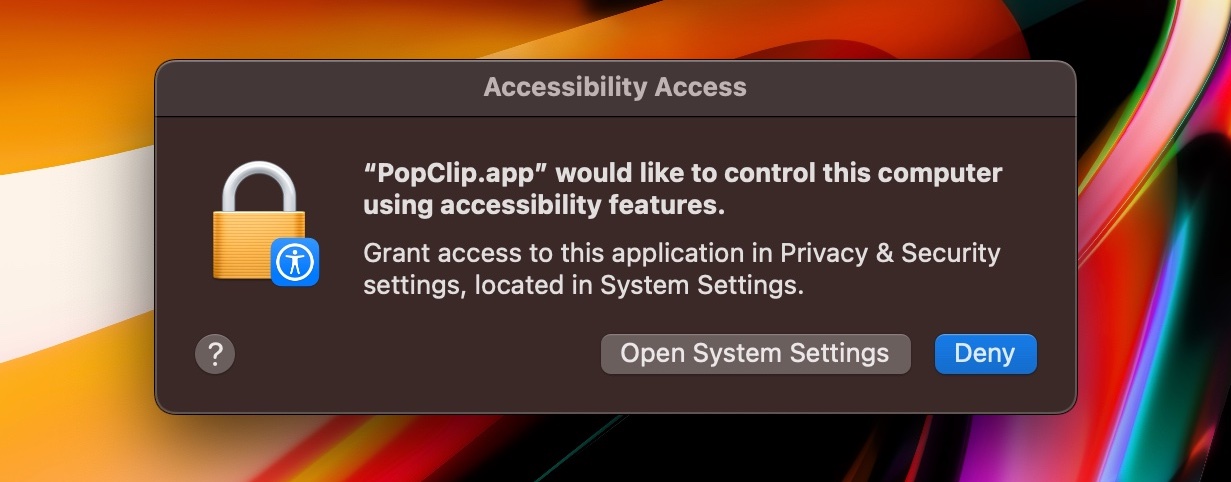 Accessibility Access
“PopClip.app” would like to control this computer
using accessibility features.
Grant access to this application in Privacy & Security
settings, located in System Settings.
?
Open System Settings
Deny